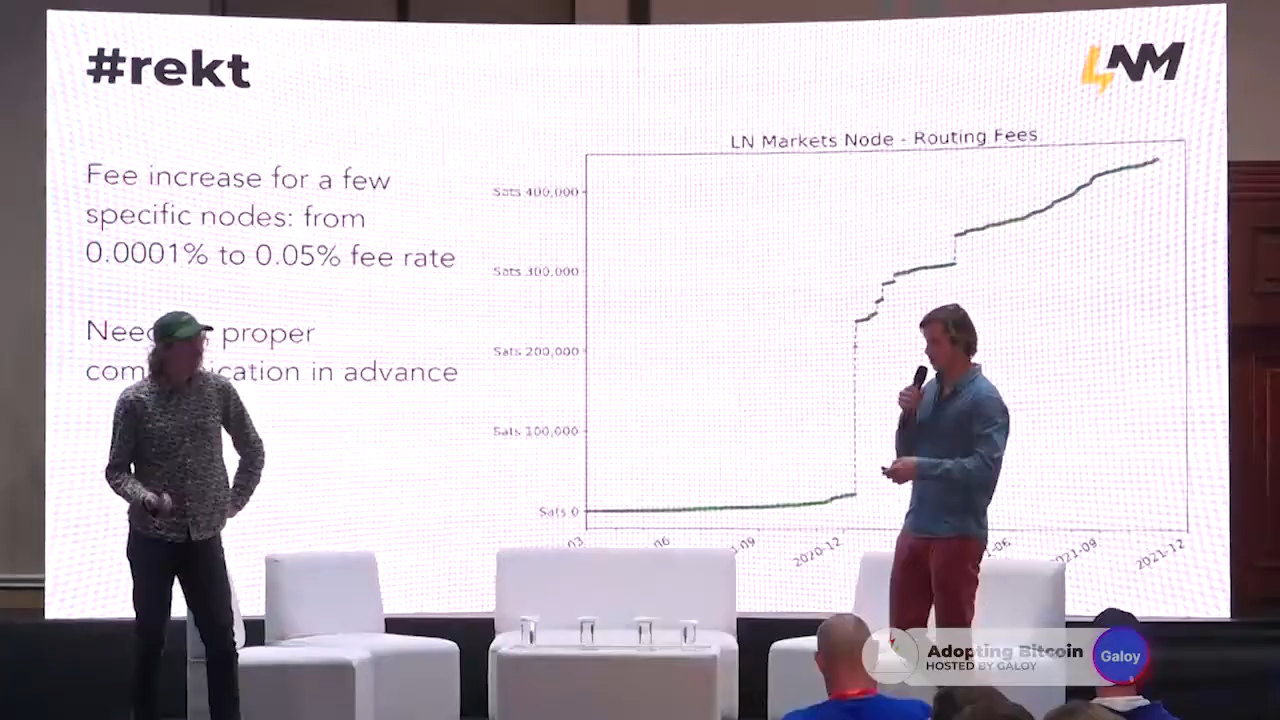 #rekt
LNM
Fee increase for a few
specific nodes: from
0.0001% to 0.05% fee rate
proper
in advance
LN Markets Node - Routing Fees
Sats 400,000
Sats 300,000
Sats 200,000
Sats 100,000
Sats 0
2020-12
2021-12
Adopting Bitcoin
HOSTED BY GALOY
Galoy